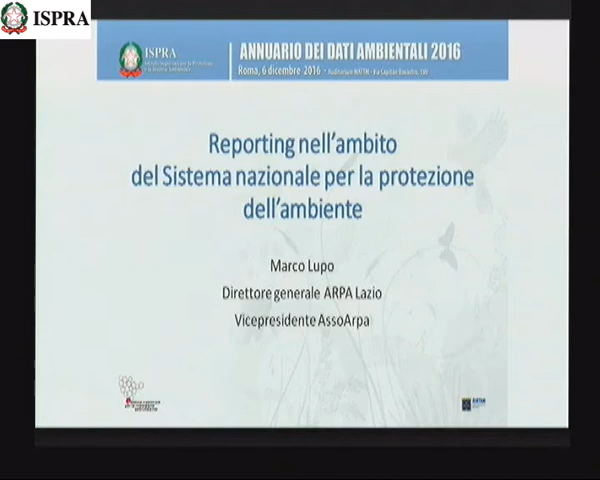 ISPRA
ISPRA
ANNUARIO DEI DATI AMBIENTALI 2016
Roma, 6 dicembre 2016 -
Reporting nell'ambito
del Sistema nazionale per la protezione
dell'ambiente
Marco Lupo
Direttore generale ARPA Lazio
Vicepresidente AssoArpa